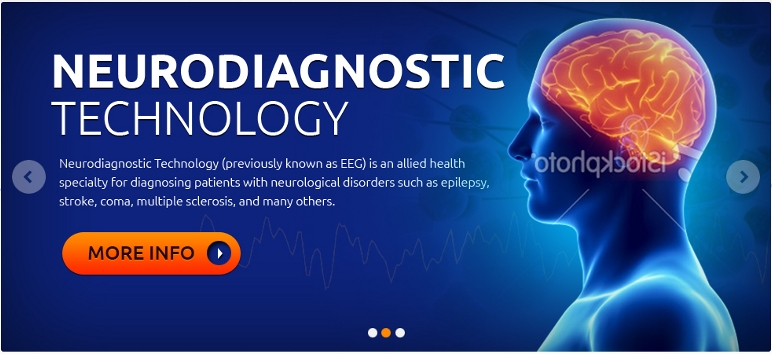 NEURODIAGNOSTIC
TECHNOLOGY
Neurodiagnostic Technology (previously known as EEG) is an allied health
specialty for diagnosing patients with neurological disorders such as epilepsy,
stroke, coma, multiple sclerosis, and many others.
MORE INFO
iStockphoto